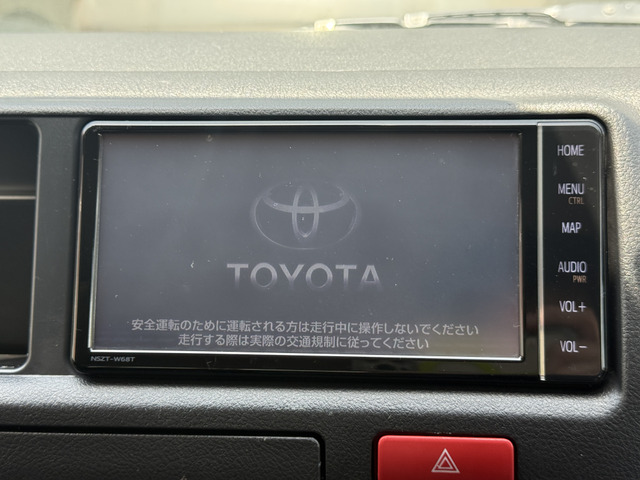 TOYOTA
安全運転のために運転される方は走行中に操作しないでください
走行する際は実際の交通規制に従ってください
NSZT-W68T
HOME
MENU
CTRL
MAP
AUDIO
PWR
VOL+
VOL-